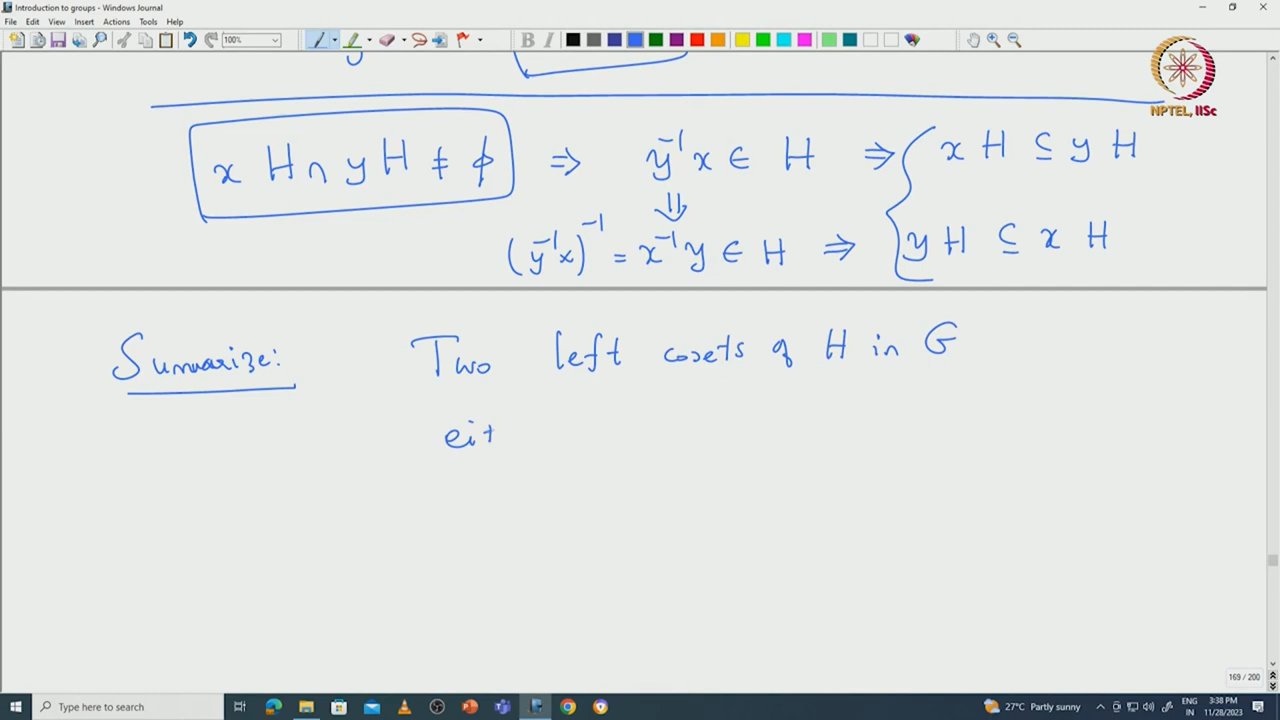 Introduction to groups - Windows Journal
File Edit View Insert Actions Tools Help
100%
B I
NPTEL, IISc
x H ∩ y H ≠ φ ⇒ y⁻¹x ∈ H ⇒ { x H ⊆ y H
⇓
(y⁻¹x)⁻¹ = x⁻¹y ∈ H ⇒ y H ⊆ x H
Summarize: Two left cosets of H in G
eit
169 / 200
Type here to search
27°C Partly sunny
ENG
IN
3:38 PM
11/28/2023